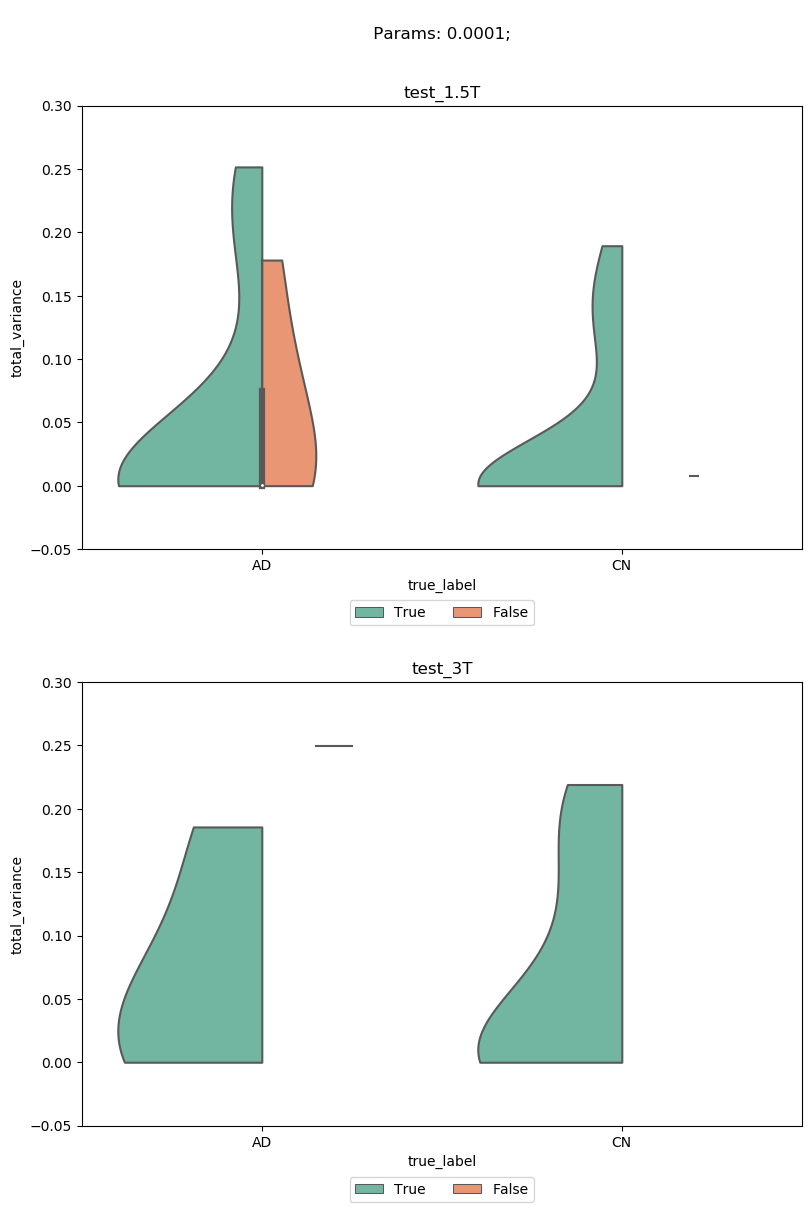 Params: 0.0001;
test_1.5T
0.30
0.25
0.20
0.15
0.10
0.05
0.00
−0.05
total_variance
AD CN
true_label
True False
test_3T
0.30
0.25
0.20
0.15
0.10
0.05
0.00
−0.05
total_variance
AD CN
true_label
True False